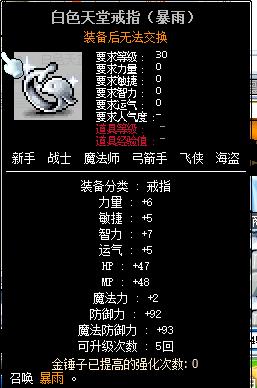 白色天堂戒指（暴雨）
装备后无法交换
要求等级： 30
要求力量： 0
要求敏捷： 0
要求智力： 0
要求运气： 0
要求人气度： -
道具等级： -
道具经验值： -
新手 战士 魔法师 弓箭手 飞侠 海盗
装备分类 : 戒指
力量 : +6
敏捷 : +5
智力 : +7
运气 : +5
HP : +47
MP : +48
魔法力 : +2
防御力 : +92
魔法防御力 : +93
可升级次数 : 5回
金锤子已提高的强化次数: 0
召唤 暴雨 。